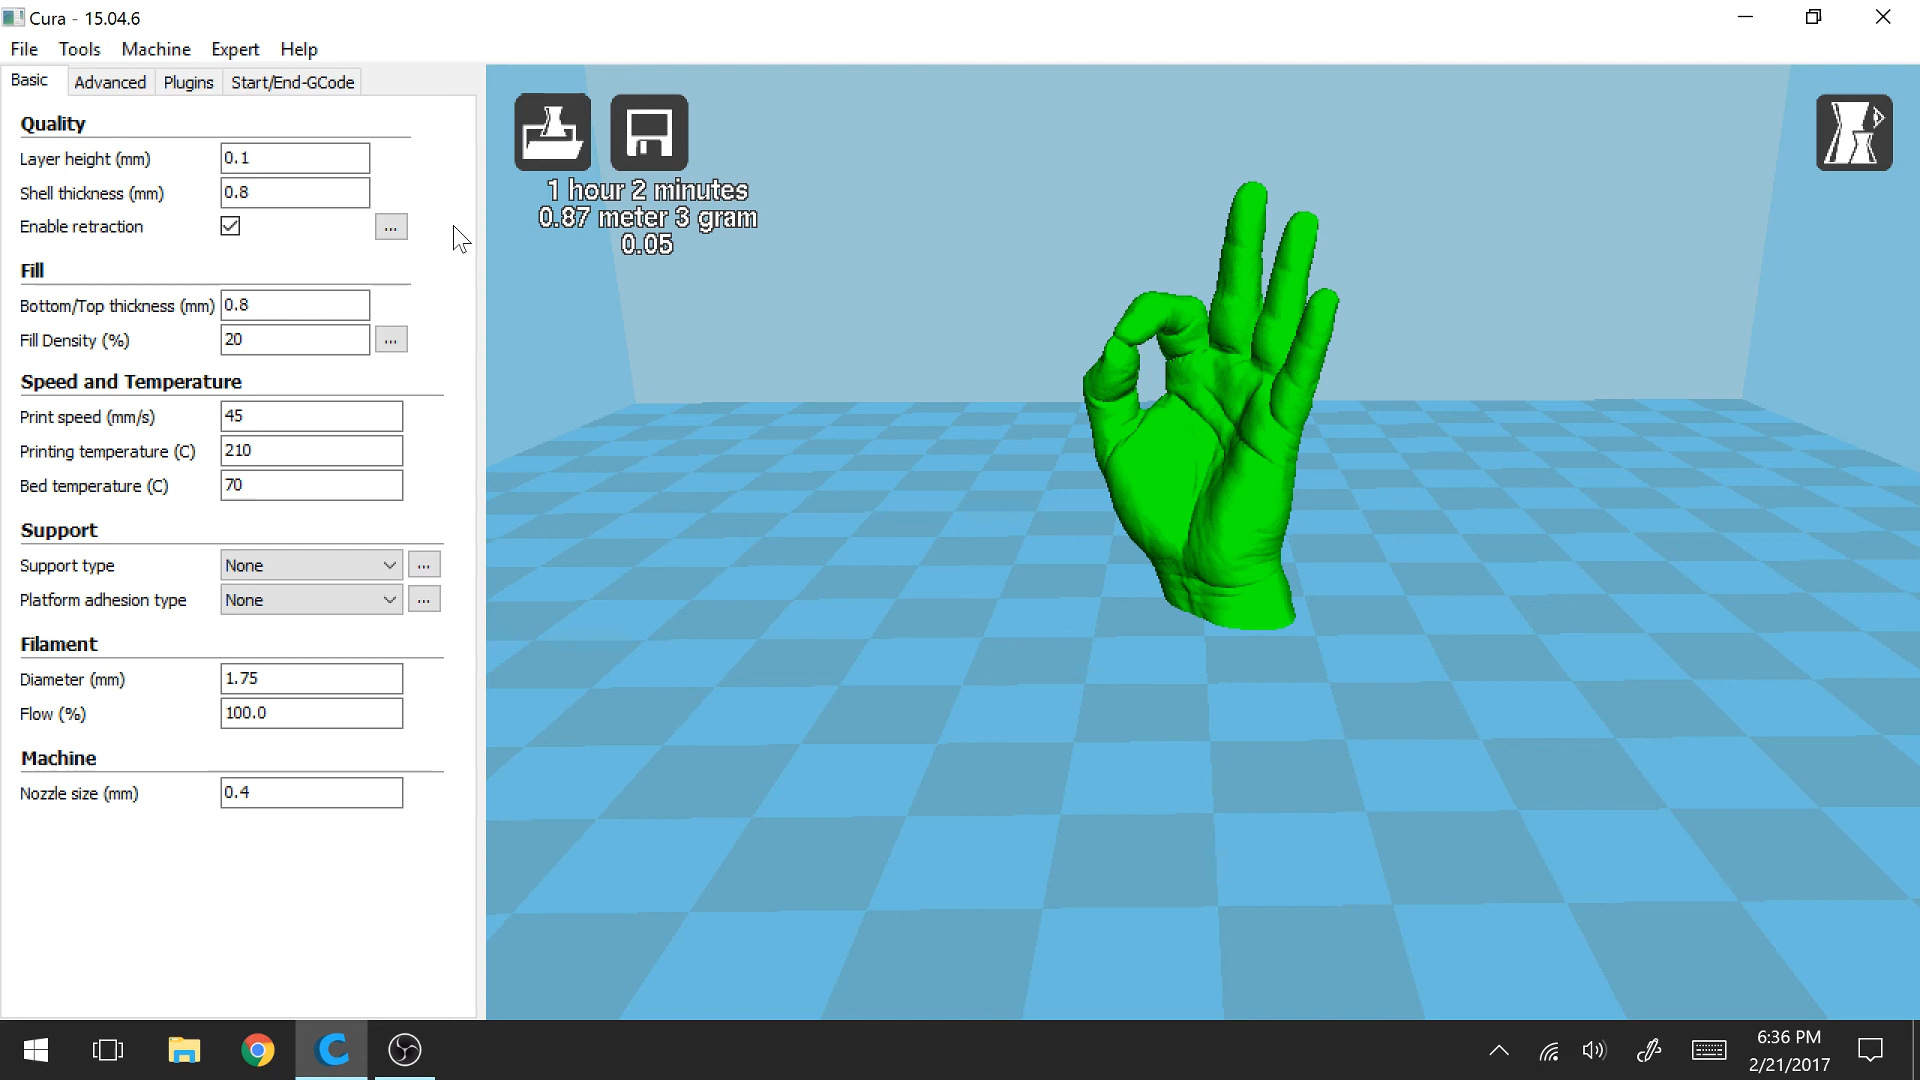 Cura - 15.04.6
File Tools Machine Expert Help
Basic Advanced Plugins Start/End-GCode
Quality
Layer height (mm) 0.1
Shell thickness (mm) 0.8
Enable retraction ...
Fill
Bottom/Top thickness (mm) 0.8
Fill Density (%) 20 ...
Speed and Temperature
Print speed (mm/s) 45
Printing temperature (C) 210
Bed temperature (C) 70
Support
Support type None ...
Platform adhesion type None ...
Filament
Diameter (mm) 1.75
Flow (%) 100.0
Machine
Nozzle size (mm) 0.4
1 hour 2 minutes
0.87 meter 3 gram
0.05
6:36 PM
2/21/2017